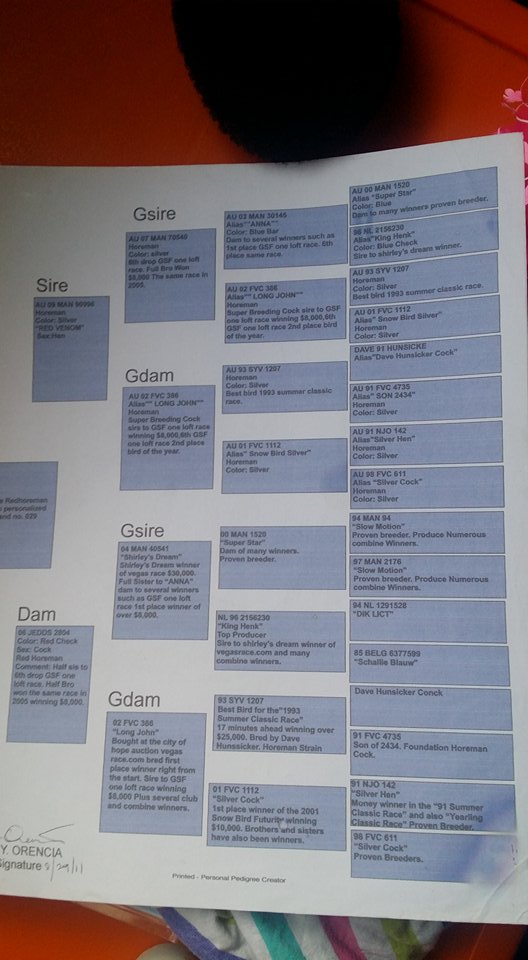 Gsire
Sire
Gdam
Gsire
Dam
Gdam
Redhoreman
personalized
and no. 029
AU 09 MAN 90996
Horeman
Color: Silver
"RED VENOM"
Sex:Hen
06 JEDDS 2804
Color: Red Check
Sex: Cock
Red Horsman
Comment: Half sis to
6th drop GSF one
loft race. Half Bro
won the same race in
2005 winning $8,000.
AU 07 MAN 70540
Horeman
Color: silver
6th drop GSF one loft
race. Full Bro Won
$8,000 The same race in
2005.
AU 02 FVC 386
Alias"" LONG JOHN""
Horeman
Super Breeding Cock
sire to GSF one loft race
winning $8,000,6th GSF
one loft race 2nd place
bird of the year.
04 MAN 40541
"Shirley's Dream"
Shirley's Dream winner
of vegas race $30,000.
Full Sister to "ANNA"
dam to several winners
such as GSF one loft
race 1st place winner of
over $8,000.
02 FVC 386
"Long John"
Bought at the city of
hope auction vegas
race.com bred first
place winner right from
the start. Sire to GSF
one loft race winning
$8,000 Plus several club
and combine winners.
AU 03 MAN 30145
Alias""ANNA""
Color: Blue Bar
Dam to several winners such as
1st place GSF one loft race. 6th
place same race.
AU 02 FVC 386
Alias"" LONG JOHN""
Horeman
Super Breeding Cock sire to GSF
one loft race winning $8,000,6th
GSF one loft race 2nd place bird
of the year.
AU 93 SYV 1207
Horeman
Color: Silver
Best bird 1993 summer classic
race.
AU 01 FVC 1112
Alias" Snow Bird Silver"
Horeman
Color: Silver
00 MAN 1520
"Super Star"
Dam of many winners.
Proven breeder.
NL 96 2156230
"King Henk"
Top Producer
Sire to shirley's dream winner of
vegasrace.com and many
combine winners.
93 SYV 1207
Best Bird for the"1993
Summer Classic Race"
17 minutes ahead winning over
$25,000. Bred by Dave
Hunssicker. Horeman Strain
01 FVC 1112
"Silver Cock"
1st place winner of the 2001
Snow Bird Futurity winning
$10,000. Brothers and sisters
have also been winners.
AU 00 MAN 1520
Alias "Super Star"
Color: Blue
Dam to many winners proven breeder.
96 NL 2156230
Alias"King Henk"
Color: Blue Check
Sire to shirley's dream winner.
AU 93 SYV 1207
Horeman
Color: Silver
Best bird 1993 summer classic race.
AU 01 FVC 1112
Alias" Snow Bird Silver"
Horeman
Color: Silver
DAVE 91 HUNSICKE
Alias"Dave Hunsicker Cock"
AU 91 FVC 4735
Alias" SON 2434"
Horeman
Color: Silver
AU 91 NJO 142
Alias"Silver Hen"
Horeman
Color: Silver
AU 98 FVC 611
Alias "Silver Cock"
Horeman
Color: Silver
94 MAN 94
"Slow Motion"
Proven breeder. Produce Numerous
combine Winners.
97 MAN 2176
"Slow Motion"
Proven breeder. Produce Numerous
combine Winners.
94 NL 1291528
"DIK LICT"
85 BELG 6377599
"Schallie Blauw"
Dave Hunsicker Conck
91 FVC 4735
Son of 2434. Foundation Horeman
Cock.
91 NJO 142
"Silver Hen"
Money winner in the "91 Summer
Classic Race" and also "Yearling
Classic Race" Proven Breeder.
98 FVC 611
"Silver Cock"
Proven Breeders.
Y. ORENCIA
Signature 8/29/11
Printed - Personal Pedigree Creator